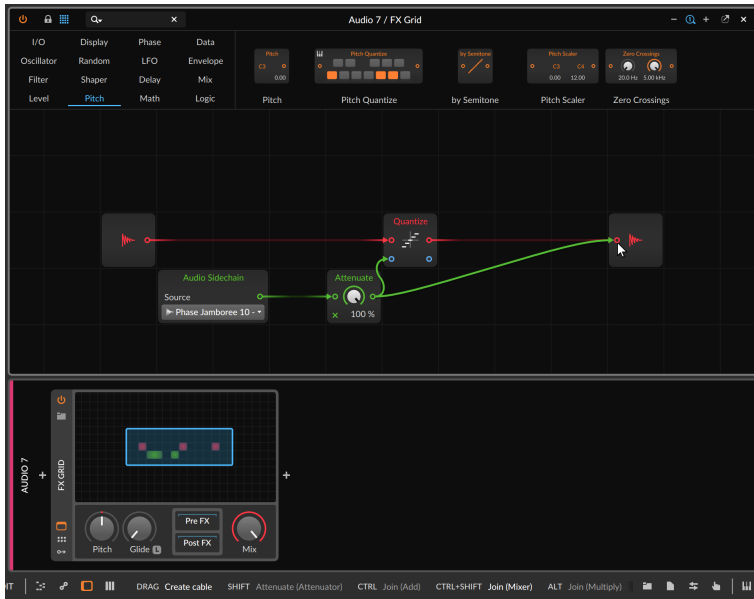 Audio 7 / FX Grid
I/O Display Phase Data
Oscillator Random LFO Envelope
Filter Shaper Delay Mix
Level Pitch Math Logic
Pitch
C3
0.00
Pitch
Pitch Quantize
Pitch Quantize
by Semitone
by Semitone
Pitch Scaler
C3 C4
0.00 12.00
Pitch Scaler
Zero Crossings
20.0 Hz 5.00 kHz
Zero Crossings
Quantize
Audio Sidechain
Source
Phase Jamboree 10 -
Attenuate
100 %
AUDIO 7
FX GRID
Pitch
Glide L
Pre FX
Post FX
Mix
DRAG Create cable SHIFT Attenuate (Attenuator) CTRL Join (Add) CTRL+SHIFT Join (Mixer) ALT Join (Multiply)